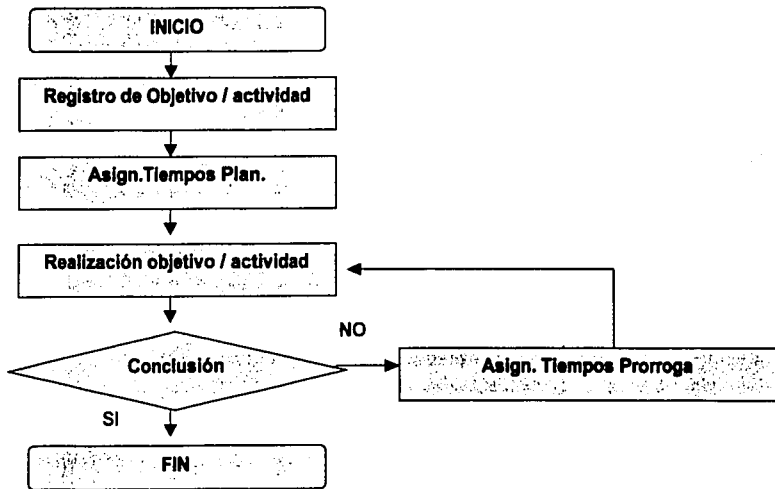 INICIO
Registro de Objetivo / actividad
Asign.Tiempos Plan.
Realización objetivo / actividad
NO
Conclusión
Asign. Tiempos Prorroga
SI
FIN